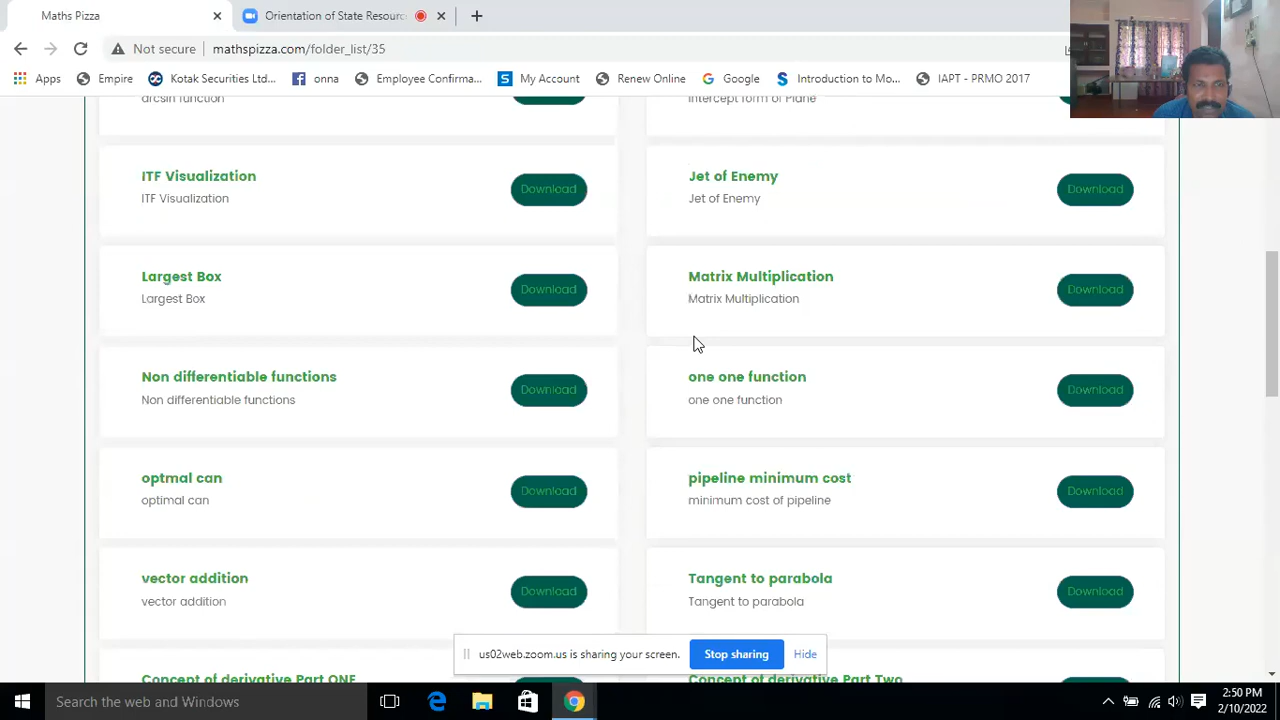 Maths Pizza
Orientation of State Resourc
Not secure
mathspizza.com/folder_list/35
Apps
Empire
Kotak Securities Ltd...
onna
Employee Confirma...
My Account
Renew Online
Google
Introduction to Mo...
IAPT - PRMO 2017
arcsin function
Intercept form of Plane
ITF Visualization
ITF Visualization
Download
Jet of Enemy
Jet of Enemy
Download
Largest Box
Largest Box
Download
Matrix Multiplication
Matrix Multiplication
Download
Non differentiable functions
Non differentiable functions
Download
one one function
one one function
Download
optmal can
optimal can
Download
pipeline minimum cost
minimum cost of pipeline
Download
vector addition
vector addition
Download
Tangent to parabola
Tangent to parabola
Download
us02web.zoom.us is sharing your screen.
Stop sharing
Hide
Concept of derivative Part ONE
Concept of derivative Part Two
Search the web and Windows
2:50 PM
2/10/2022